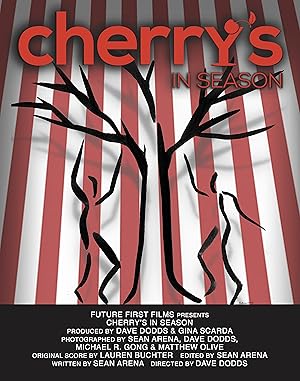 cherry's
IN SEASON
FUTURE FIRST FILMS PRESENTS
CHERRY'S IN SEASON
PRODUCED BY DAVE DODDS & GINA SCARDA
PHOTOGRAPHED BY SEAN ARENA, DAVE DODDS,
MICHAEL R. GONG & MATTHEW OLIVE
ORIGINAL SCORE BY LAUREN BUCHTER EDITED BY SEAN ARENA
WRITTEN BY SEAN ARENA DIRECTED BY DAVE DODDS